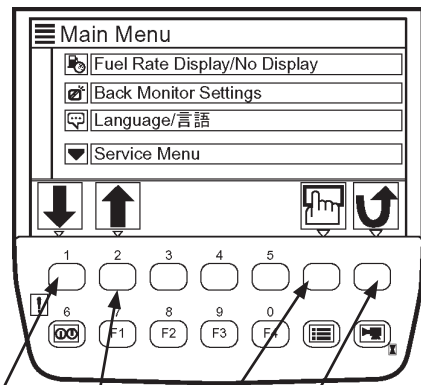 Main Menu
Fuel Rate Display/No Display
Back Monitor Settings
Language/言語
Service Menu
1 2 3 4 5
6 7 8 9 0
F1 F2 F3 F4